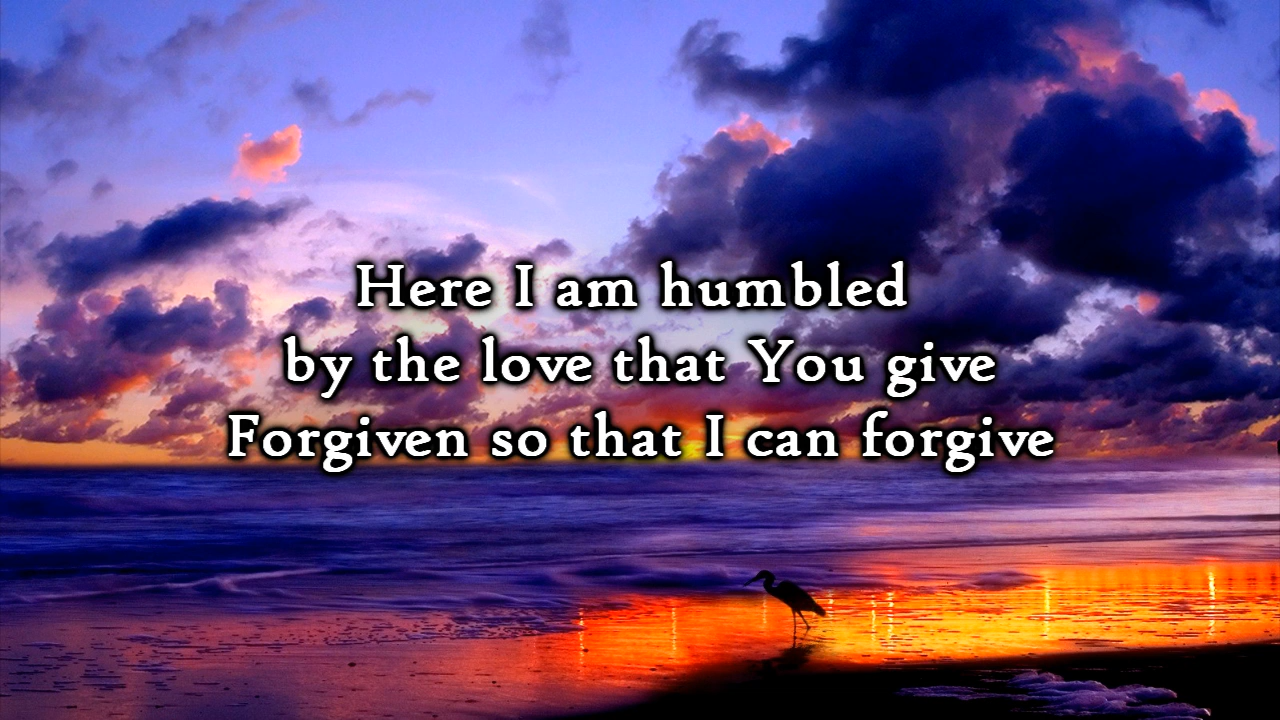 Here I am humbled
by the love that You give
Forgiven so that I can forgive